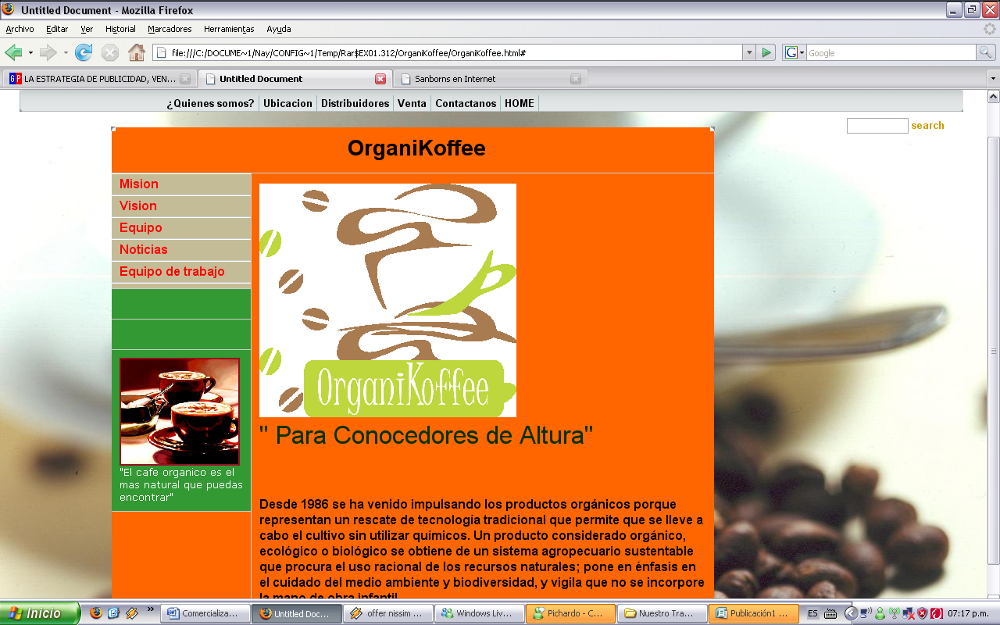 Untitled Document - Mozilla Firefox
Archivo Editar Ver Historial Marcadores Herramientas Ayuda
file:///C:/DOCUME~1/Nay/CONFIG~1/Temp/Rar$EX01.312/OrganiKoffee/OrganiKoffee.html#
G Google
GP LA ESTRATEGIA DE PUBLICIDAD, VEN... Untitled Document Sanborns en Internet
¿Quienes somos? Ubicacion Distribuidores Venta Contactanos HOME
search
OrganiKoffee
Mision
Vision
Equipo
Noticias
Equipo de trabajo
OrganiKoffee
" Para Conocedores de Altura"
"El cafe organico es el
mas natural que puedas
encontrar"
Desde 1986 se ha venido impulsando los productos orgánicos porque
representan un rescate de tecnología tradicional que permite que se lleve a
cabo el cultivo sin utilizar químicos. Un producto considerado orgánico,
ecológico o biológico se obtiene de un sistema agropecuario sustentable
que procura el uso racional de los recursos naturales; pone en énfasis en
el cuidado del medio ambiente y biodiversidad, y vigila que no se incorpore
la mano de obra infantil
Inicio » Comercializa... Untitled Doc... offer nissim ... Windows Liv... Pichardo - C... Nuestro Tra... Publicación1 ... ES 07:17 p.m.